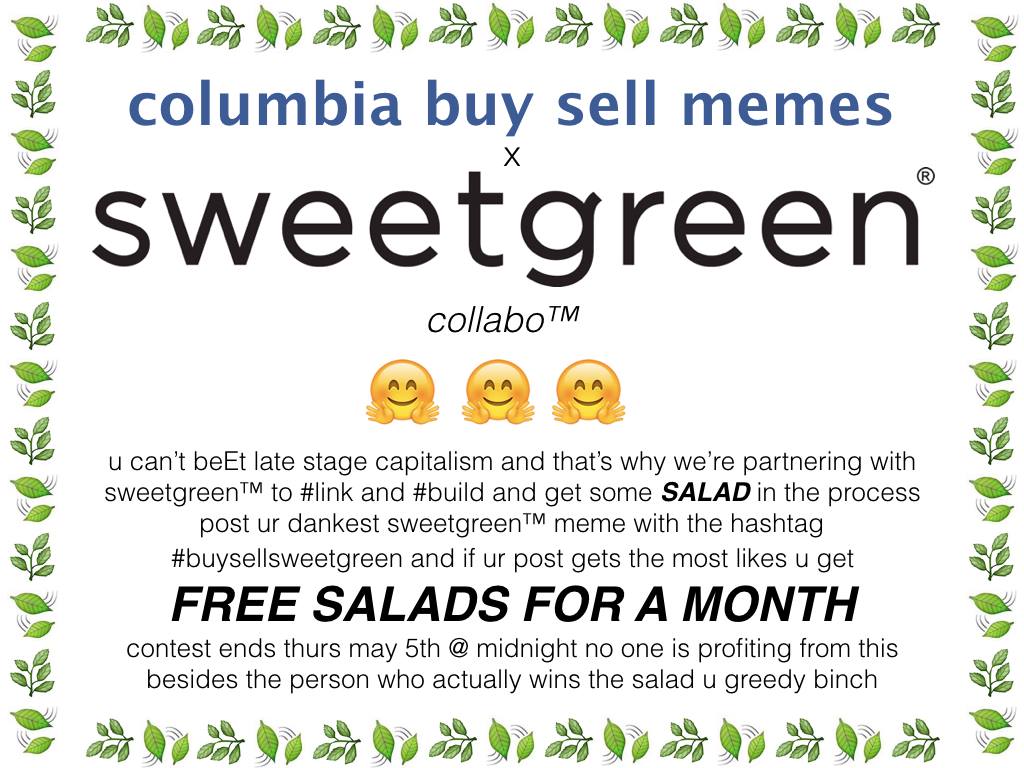 columbia buy sell memes
x
sweetgreen®
collabo™
u can't beEt late stage capitalism and that's why we're partnering with
sweetgreen™ to #link and #build and get some SALAD in the process
post ur dankest sweetgreen™ meme with the hashtag
#buysellsweetgreen and if ur post gets the most likes u get
FREE SALADS FOR A MONTH
contest ends thurs may 5th @ midnight no one is profiting from this
besides the person who actually wins the salad u greedy binch